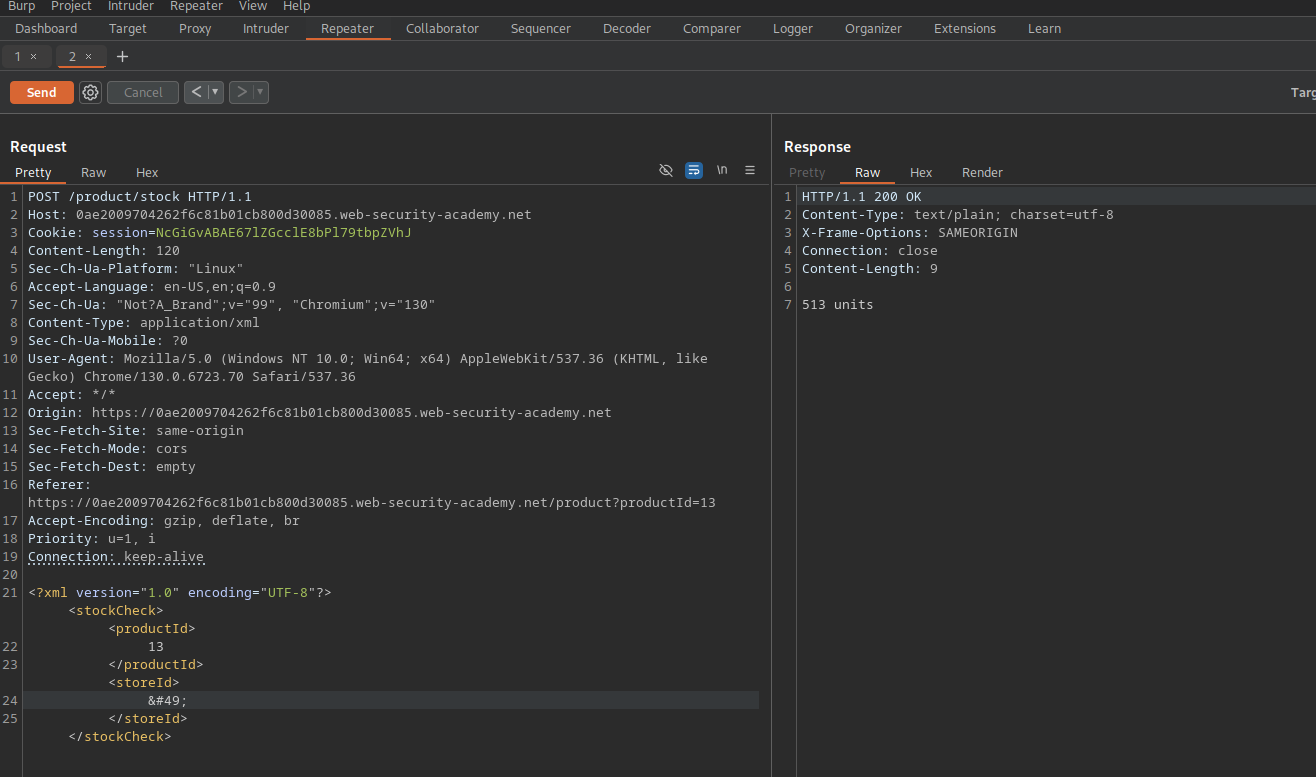 Burp Project Intruder Repeater View Help
Dashboard Target Proxy Intruder Repeater Collaborator Sequencer Decoder Comparer Logger Organizer Extensions Learn
1 × 2 × +
Send Cancel < > Targ
Request
Pretty Raw Hex \n
1 POST /product/stock HTTP/1.1
2 Host: 0ae2009704262f6c81b01cb800d30085.web-security-academy.net
3 Cookie: session=NcGiGvABAE67lZGcclE8bPl79tbpZVhJ
4 Content-Length: 120
5 Sec-Ch-Ua-Platform: "Linux"
6 Accept-Language: en-US,en;q=0.9
7 Sec-Ch-Ua: "Not?A_Brand";v="99", "Chromium";v="130"
8 Content-Type: application/xml
9 Sec-Ch-Ua-Mobile: ?0
10 User-Agent: Mozilla/5.0 (Windows NT 10.0; Win64; x64) AppleWebKit/537.36 (KHTML, like
Gecko) Chrome/130.0.6723.70 Safari/537.36
11 Accept: */*
12 Origin: https://0ae2009704262f6c81b01cb800d30085.web-security-academy.net
13 Sec-Fetch-Site: same-origin
14 Sec-Fetch-Mode: cors
15 Sec-Fetch-Dest: empty
16 Referer:
https://0ae2009704262f6c81b01cb800d30085.web-security-academy.net/product?productId=13
17 Accept-Encoding: gzip, deflate, br
18 Priority: u=1, i
19 Connection: keep-alive
20
21 <?xml version="1.0" encoding="UTF-8"?>
<stockCheck>
<productId>
22 13
23 </productId>
<storeId>
24 &#49;
25 </storeId>
</stockCheck>
Response
Pretty Raw Hex Render
1 HTTP/1.1 200 OK
2 Content-Type: text/plain; charset=utf-8
3 X-Frame-Options: SAMEORIGIN
4 Connection: close
5 Content-Length: 9
6
7 513 units